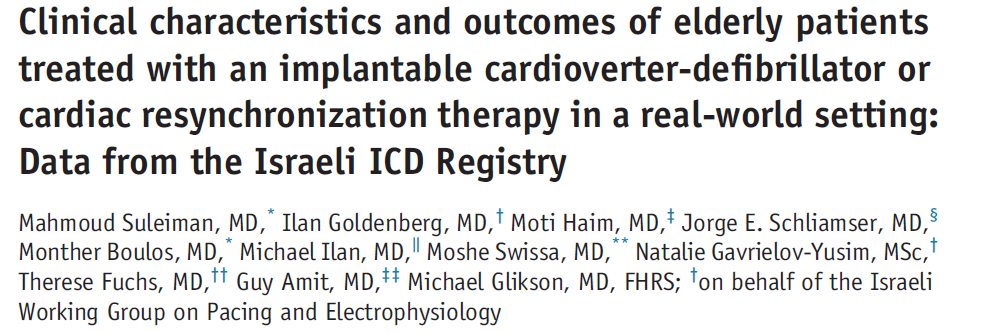 Clinical characteristics and outcomes of elderly patients
treated with an implantable cardioverter-defibrillator or
cardiac resynchronization therapy in a real-world setting:
Data from the Israeli ICD Registry
Mahmoud Suleiman, MD,* Ilan Goldenberg, MD,† Moti Haim, MD,‡ Jorge E. Schliamser, MD,§
Monther Boulos, MD,* Michael Ilan, MD,‖ Moshe Swissa, MD,** Natalie Gavrielov-Yusim, MSc,†
Therese Fuchs, MD,†† Guy Amit, MD,‡‡ Michael Glikson, MD, FHRS; †on behalf of the Israeli
Working Group on Pacing and Electrophysiology